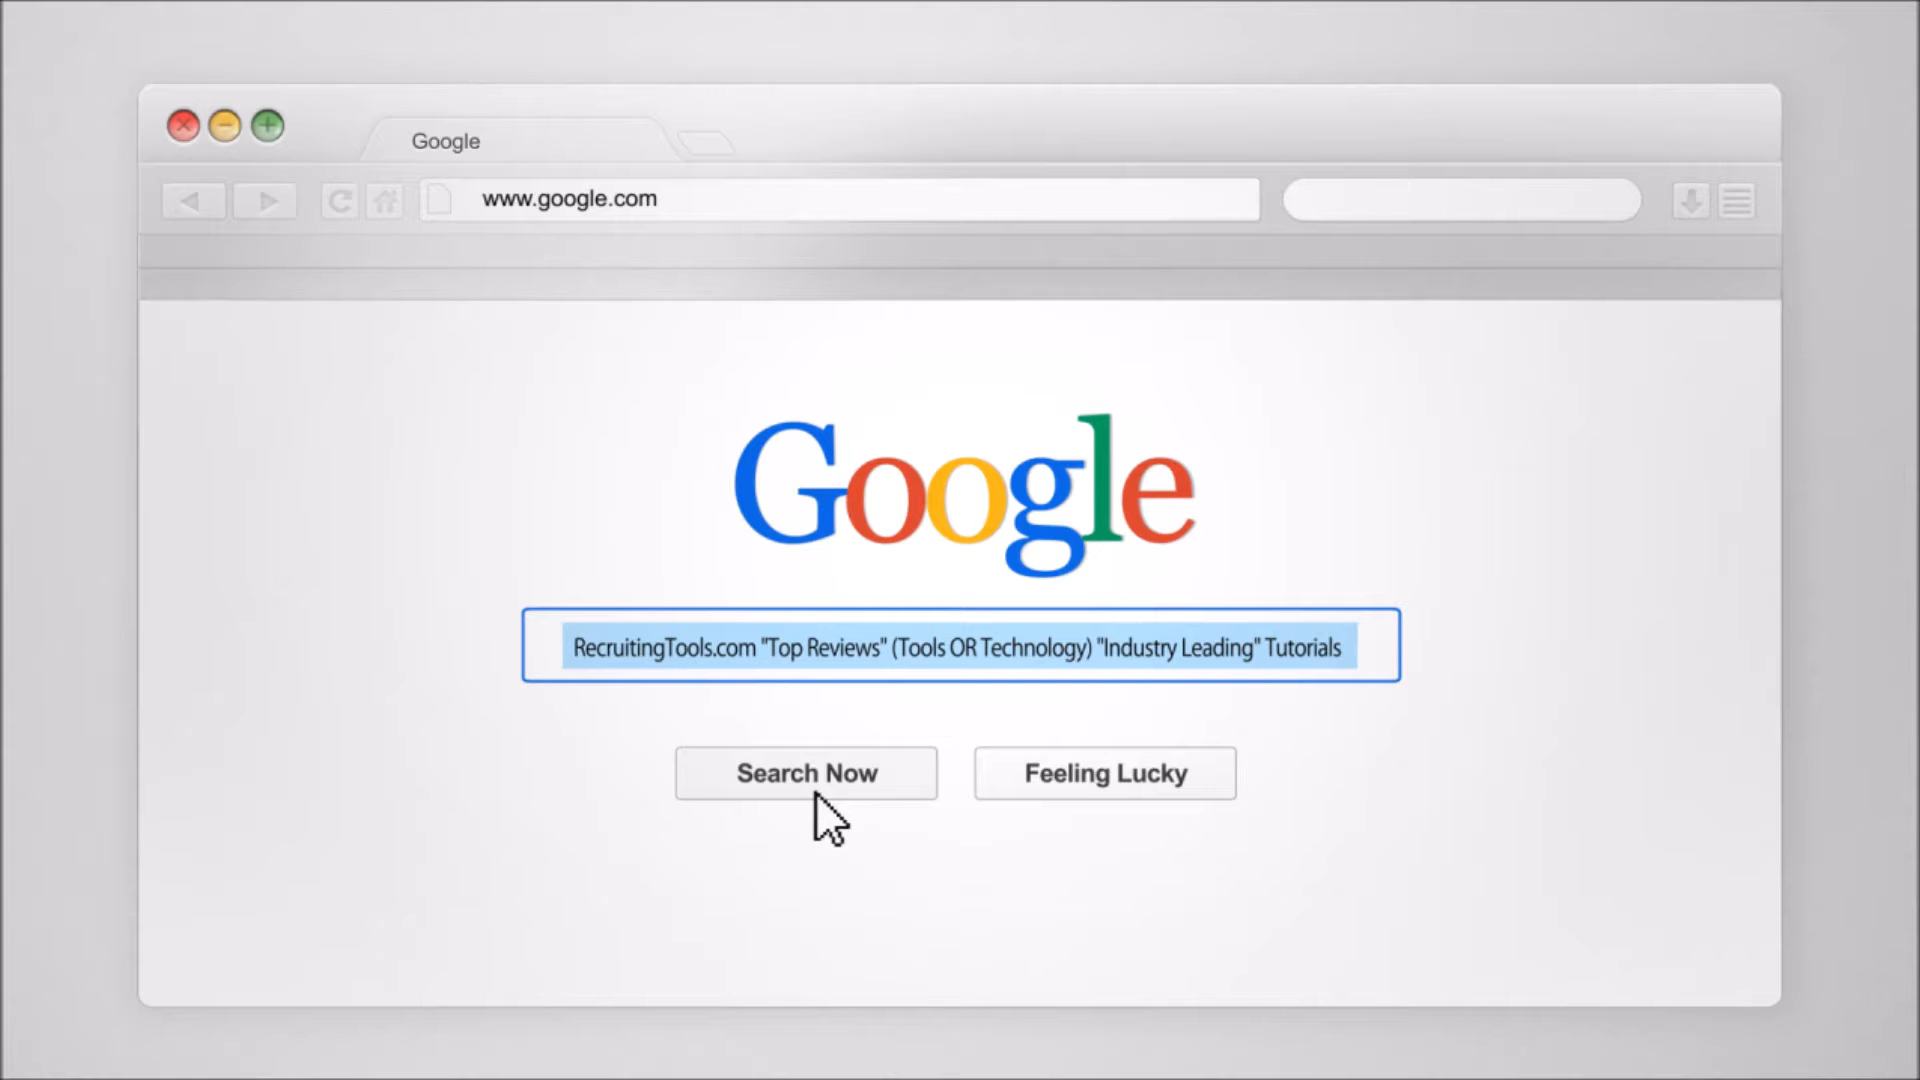 Google
www.google.com
Google
RecruitingTools.com "Top Reviews" (Tools OR Technology) "Industry Leading" Tutorials
Search Now
Feeling Lucky